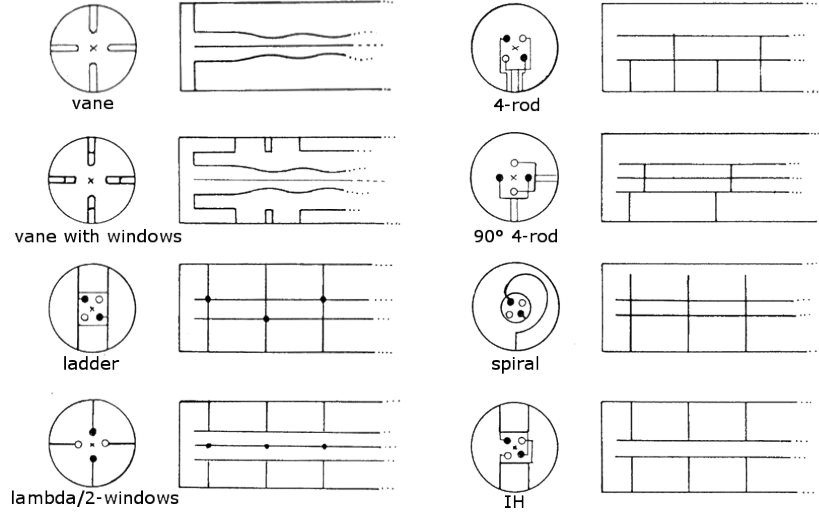 vane
4-rod
vane with windows
90° 4-rod
ladder
spiral
lambda/2-windows
IH